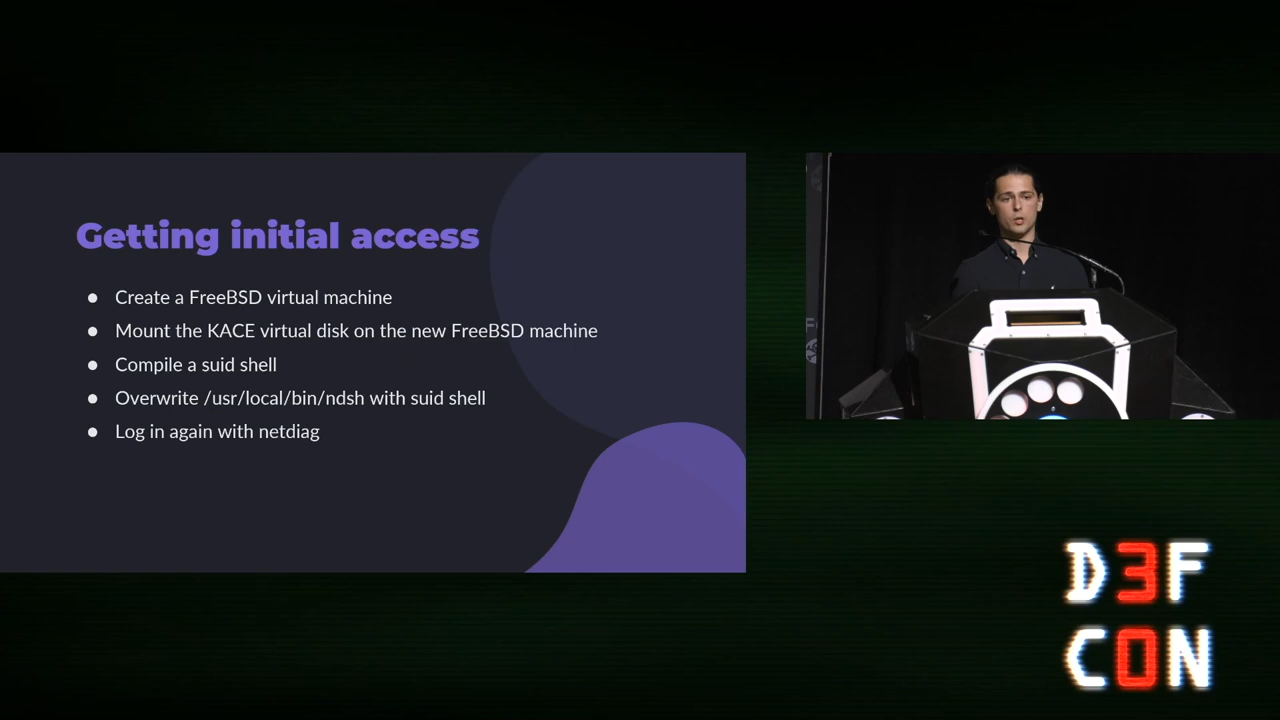 Getting initial access
● Create a FreeBSD virtual machine
● Mount the KACE virtual disk on the new FreeBSD machine
● Compile a suid shell
● Overwrite /usr/local/bin/ndsh with suid shell
● Log in again with netdiag
D3F
C0N